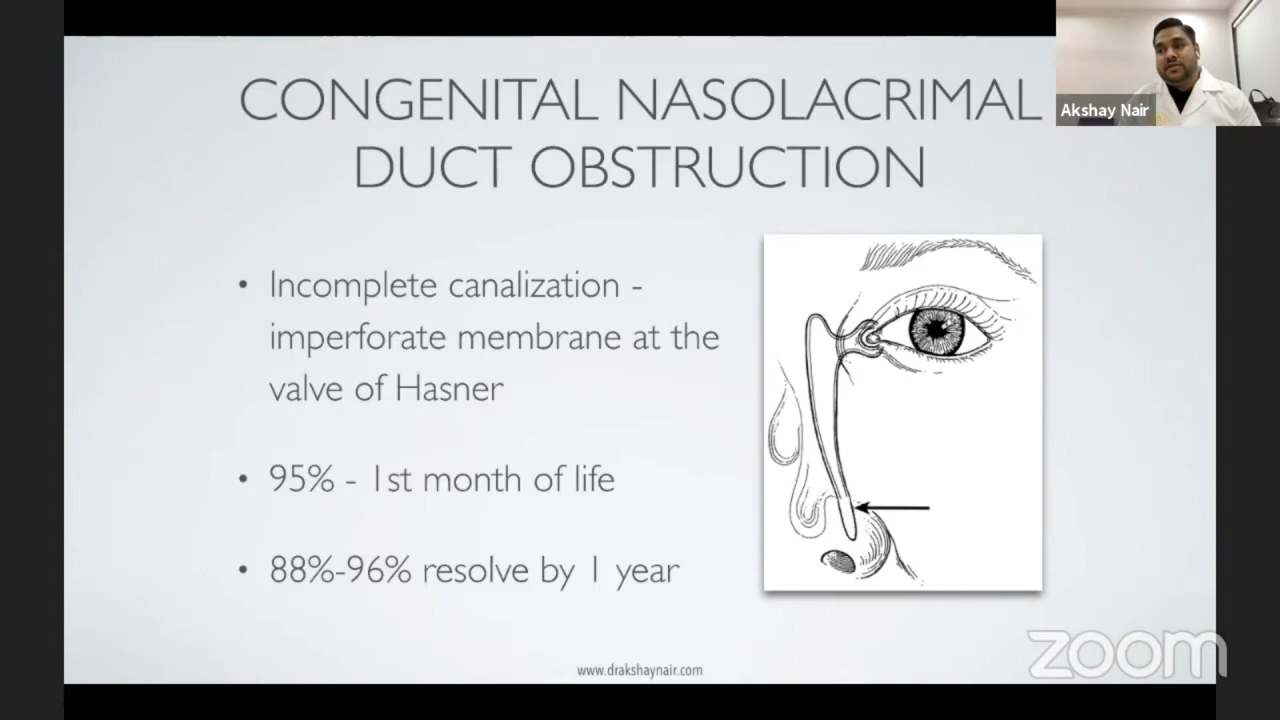 CONGENITAL NASOLACRIMAL
DUCT OBSTRUCTION
Akshay Nair
• Incomplete canalization -
imperforate membrane at the
valve of Hasner
• 95% - 1st month of life
• 88%-96% resolve by 1 year
www.drakshaynair.com
zoom